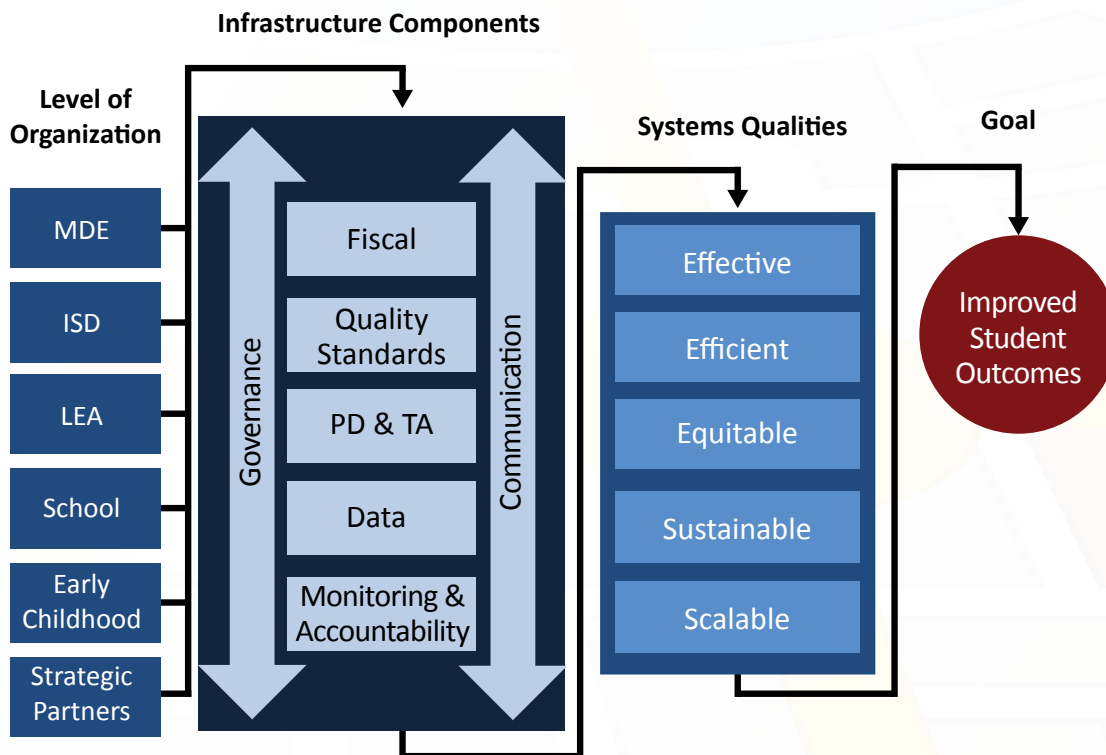 Infrastructure Components
Level of
Organization
MDE
ISD
LEA
School
Early
Childhood
Strategic
Partners
Governance
Fiscal
Quality
Standards
PD & TA
Data
Monitoring &
Accountability
Communication
Systems Qualities
Effective
Efficient
Equitable
Sustainable
Scalable
Goal
Improved
Student
Outcomes